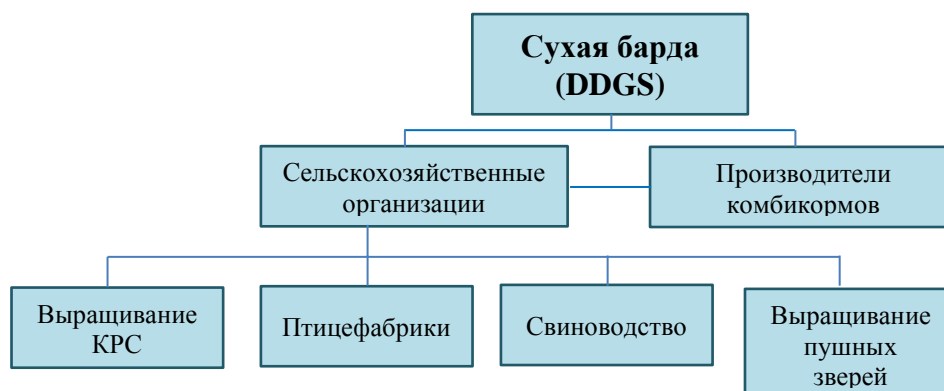 Сухая барда
(DDGS)
Сельскохозяйственные
организации
Производители
комбикормов
Выращивание
КРС
Птицефабрики
Свиноводство
Выращивание
пушных
зверей